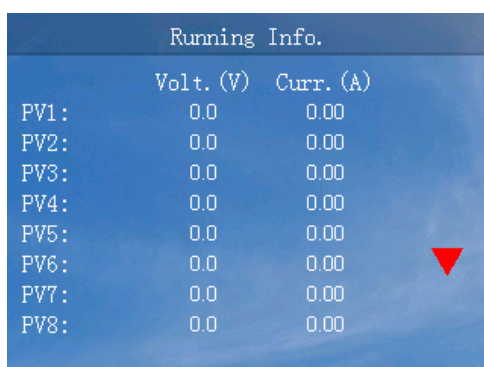 Running Info.
Volt.(V) Curr.(A)
PV1: 0.0 0.00
PV2: 0.0 0.00
PV3: 0.0 0.00
PV4: 0.0 0.00
PV5: 0.0 0.00
PV6: 0.0 0.00
PV7: 0.0 0.00
PV8: 0.0 0.00